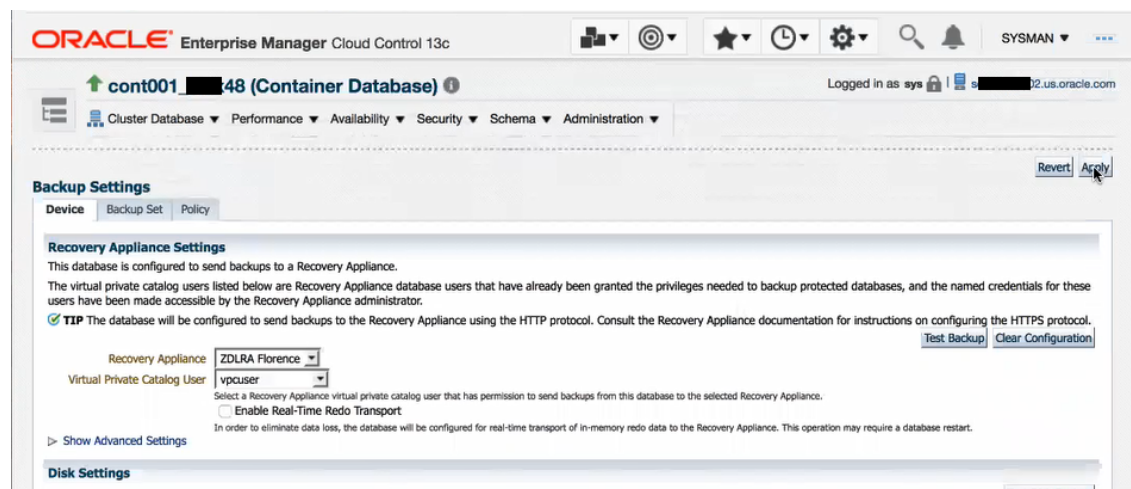 ORACLE® Enterprise Manager Cloud Control 13c
SYSMAN
cont001_ 48 (Container Database)
Logged in as sys | s 02.us.oracle.com
Cluster Database Performance Availability Security Schema Administration
Revert Apply
Backup Settings
Device Backup Set Policy
Recovery Appliance Settings
This database is configured to send backups to a Recovery Appliance.
The virtual private catalog users listed below are Recovery Appliance database users that have already been granted the privileges needed to backup protected databases, and the named credentials for these
users have been made accessible by the Recovery Appliance administrator.
TIP The database will be configured to send backups to the Recovery Appliance using the HTTP protocol. Consult the Recovery Appliance documentation for instructions on configuring the HTTPS protocol.
Test Backup Clear Configuration
Recovery Appliance ZDLRA Florence
Virtual Private Catalog User vpcuser
Select a Recovery Appliance virtual private catalog user that has permission to send backups from this database to the selected Recovery Appliance.
Enable Real-Time Redo Transport
In order to eliminate data loss, the database will be configured for real-time transport of in-memory redo data to the Recovery Appliance. This operation may require a database restart.
Show Advanced Settings
Disk Settings